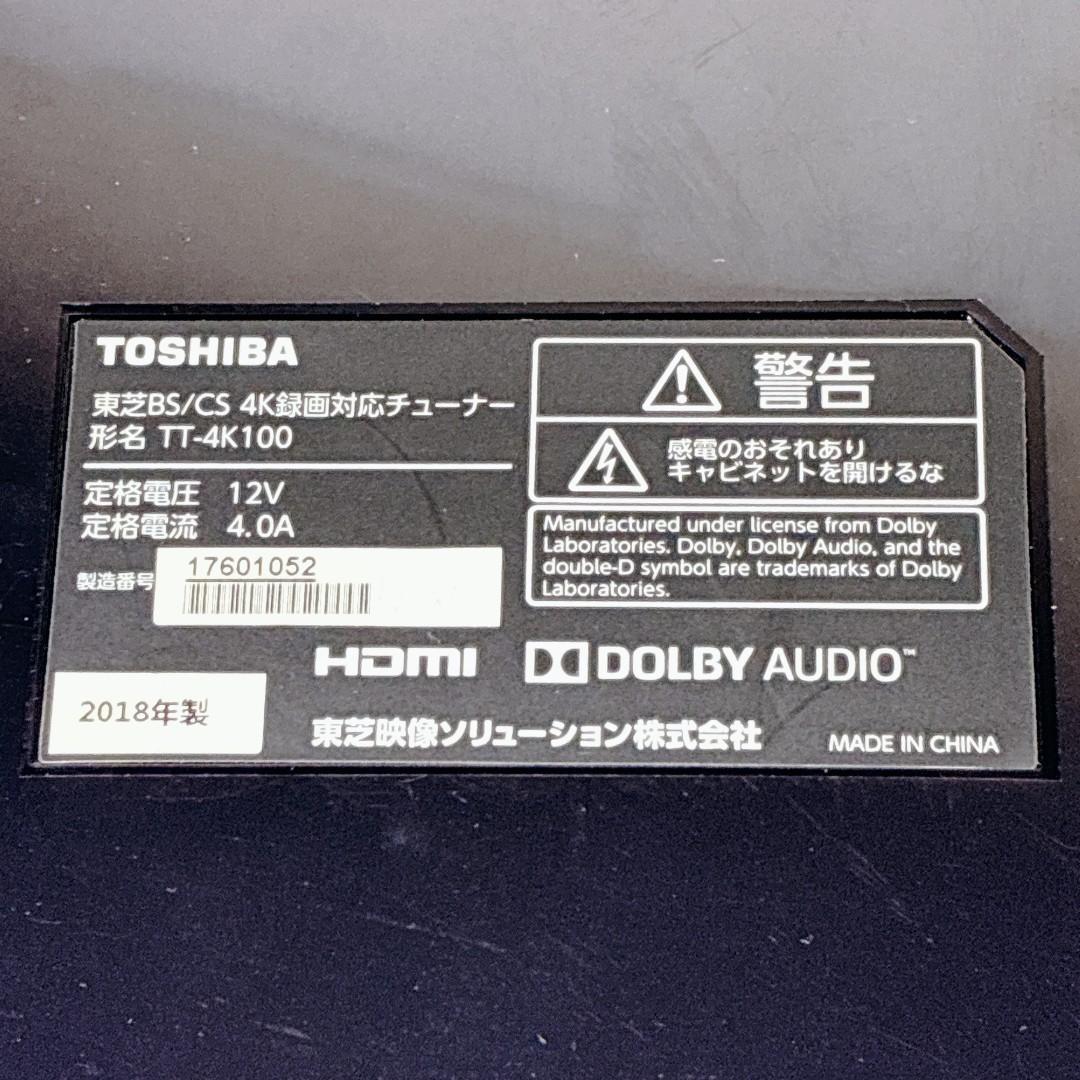 TOSHIBA
東芝BS/CS 4K録画対応チューナー
形名 TT-4K100
定格電圧 12V
定格電流 4.0A
製造番号 17601052
2018年製
警告
感電のおそれあり
キャビネットを開けるな
Manufactured under license from Dolby
Laboratories. Dolby, Dolby Audio, and the
double-D symbol are trademarks of Dolby
Laboratories.
HDMI
DOLBY AUDIO™
東芝映像ソリューション株式会社
MADE IN CHINA